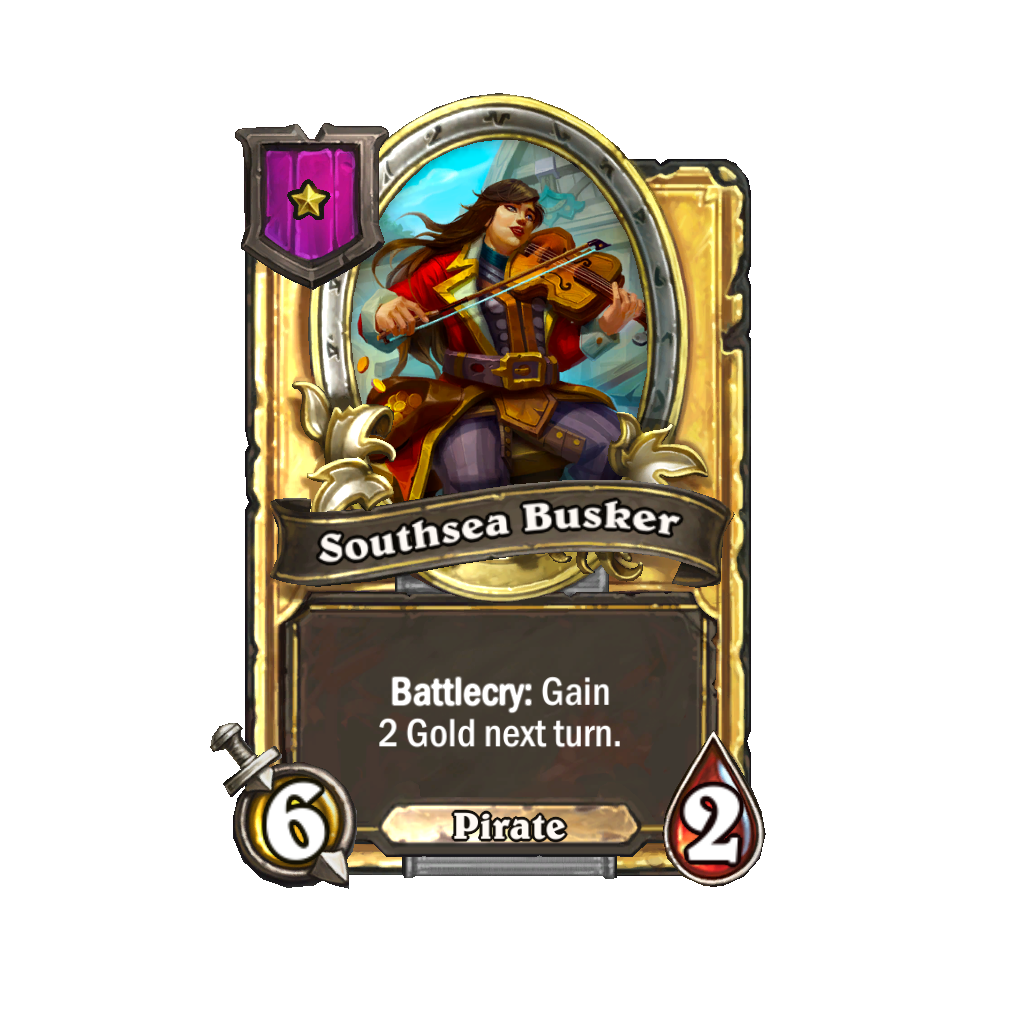 Southsea Busker
Battlecry: Gain
2 Gold next turn.
6
Pirate
2